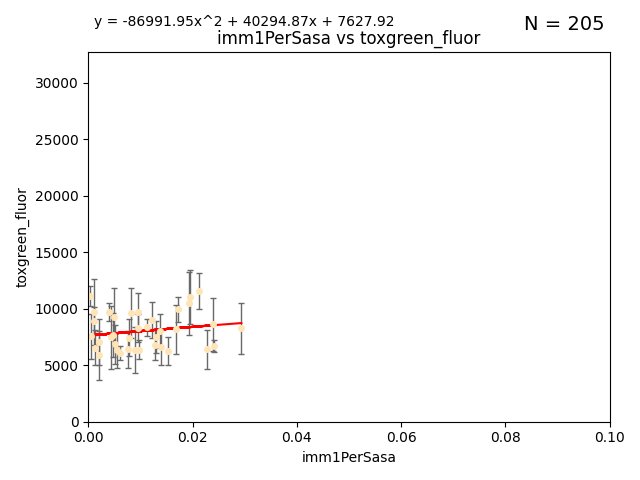 y = -86991.95x^2 + 40294.87x + 7627.92
N = 205
imm1PerSasa vs toxgreen_fluor
30000
25000
20000
15000
10000
5000
0
toxgreen_fluor
0.00 0.02 0.04 0.06 0.08 0.10
imm1PerSasa